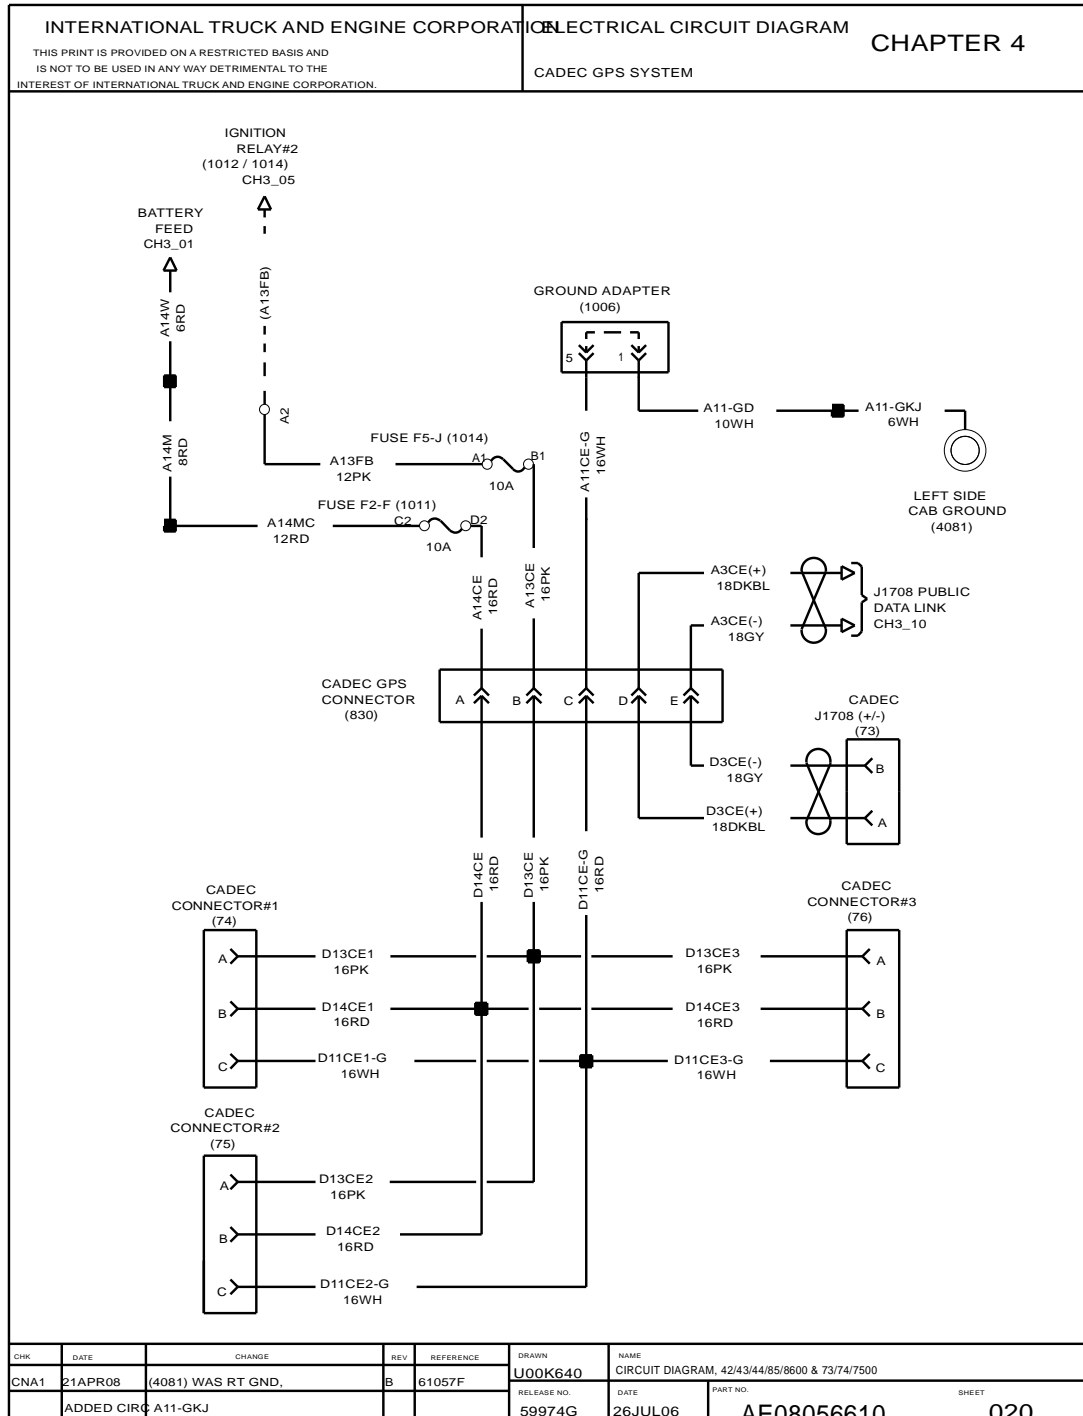 INTERNATIONAL TRUCK AND ENGINE CORPORATION
ELECTRICAL CIRCUIT DIAGRAM
CHAPTER 4
THIS PRINT IS PROVIDED ON A RESTRICTED BASIS AND
IS NOT TO BE USED IN ANY WAY DETRIMENTAL TO THE
INTEREST OF INTERNATIONAL TRUCK AND ENGINE CORPORATION.
CADEC GPS SYSTEM
IGNITION
RELAY#2
(1012 / 1014)
CH3_05
BATTERY
FEED
CH3_01
A14W
6RD
(A13FB)
A14M
8RD
A2
GROUND ADAPTER
(1006)
5
1
A11-GD
10WH
A11-GKJ
6WH
LEFT SIDE
CAB GROUND
(4081)
FUSE F5-J (1014)
A13FB
12PK
A1
B1
10A
FUSE F2-F (1011)
A14MC
12RD
C2
D2
10A
A11CE-G
16WH
A14CE
16RD
A13CE
16PK
A3CE(+)
18DKBL
A3CE(-)
18GY
J1708 PUBLIC
DATA LINK
CH3_10
CADEC GPS
CONNECTOR
(830)
A
B
C
D
E
CADEC
J1708 (+/-)
(73)
D3CE(-)
18GY
B
D3CE(+)
18DKBL
A
D14CE
16RD
D13CE
16PK
D11CE-G
16RD
CADEC
CONNECTOR#1
(74)
CADEC
CONNECTOR#3
(76)
A
D13CE1
16PK
D13CE3
16PK
A
B
D14CE1
16RD
D14CE3
16RD
B
C
D11CE1-G
16WH
D11CE3-G
16WH
C
CADEC
CONNECTOR#2
(75)
A
D13CE2
16PK
B
D14CE2
16RD
C
D11CE2-G
16WH
CHK DATE CHANGE REV REFERENCE DRAWN NAME
CNA1 21APR08 (4081) WAS RT GND, B 61057F U00K640 CIRCUIT DIAGRAM, 42/43/44/85/8600 & 73/74/7500
ADDED CIRC A11-GKJ
RELEASE NO. DATE PART NO. SHEET
59974G 26JUL06 AE08056610 020